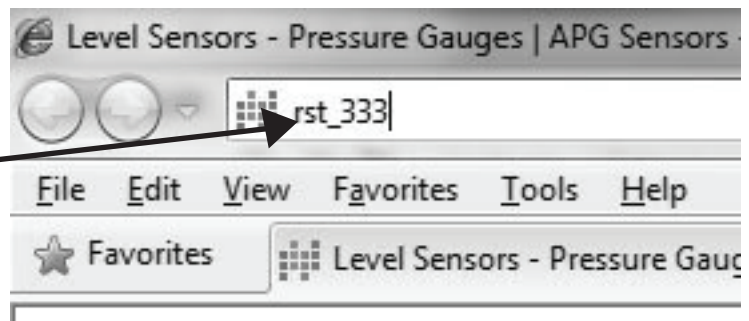 Level Sensors - Pressure Gauges | APG Sensors -
rst_333
File Edit View Favorites Tools Help
Favorites Level Sensors - Pressure Gaug